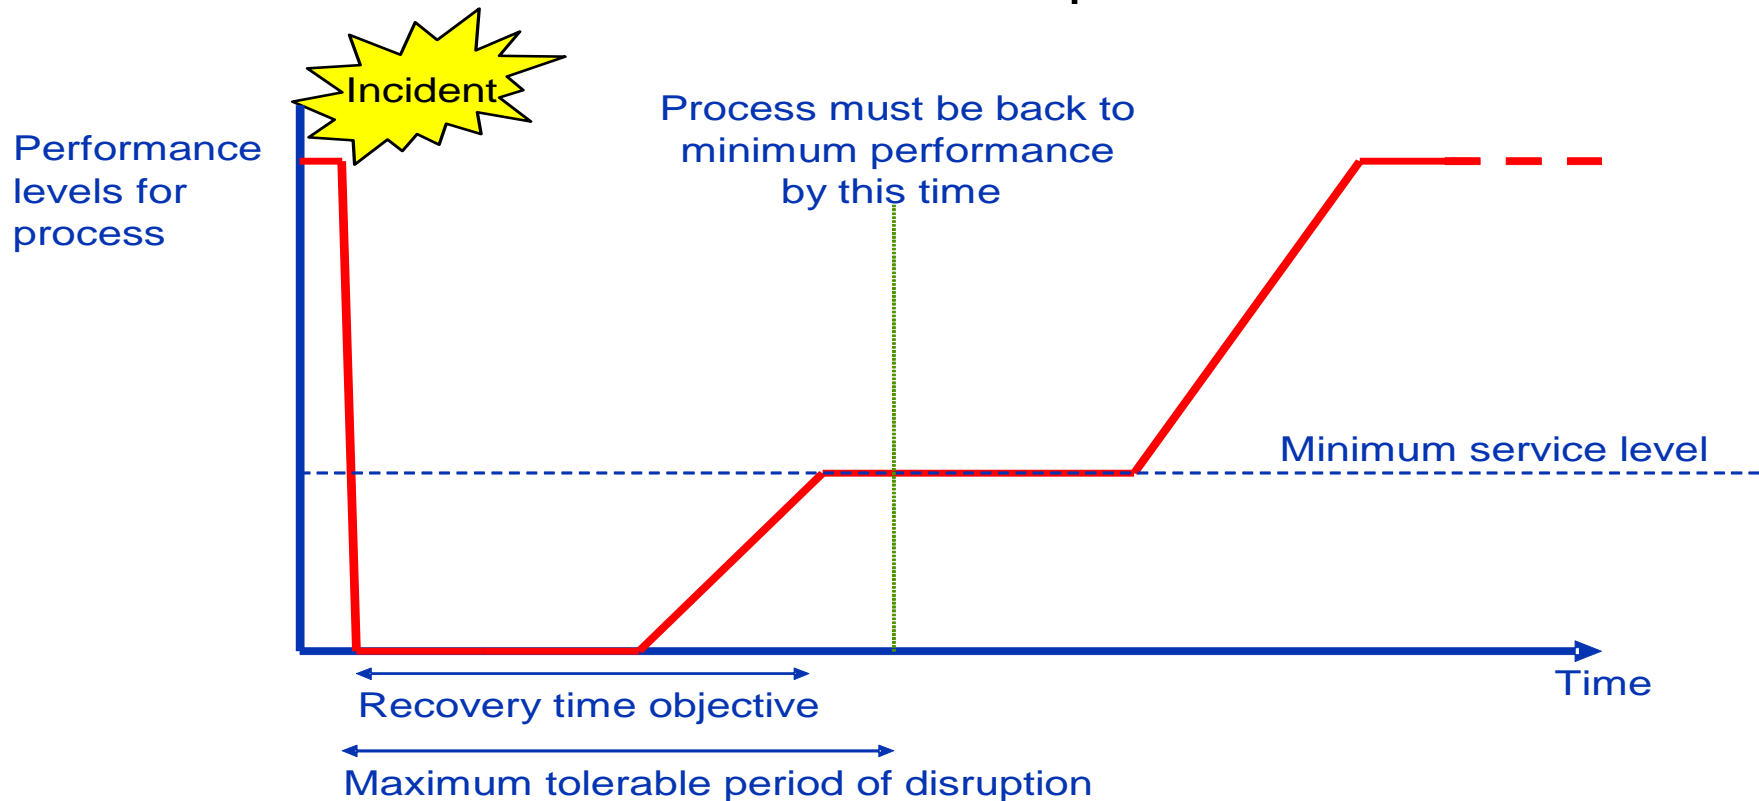 Incident
Process must be back to
minimum performance
by this time
Performance
levels for
process
Minimum service level
Time
Recovery time objective
Maximum tolerable period of disruption